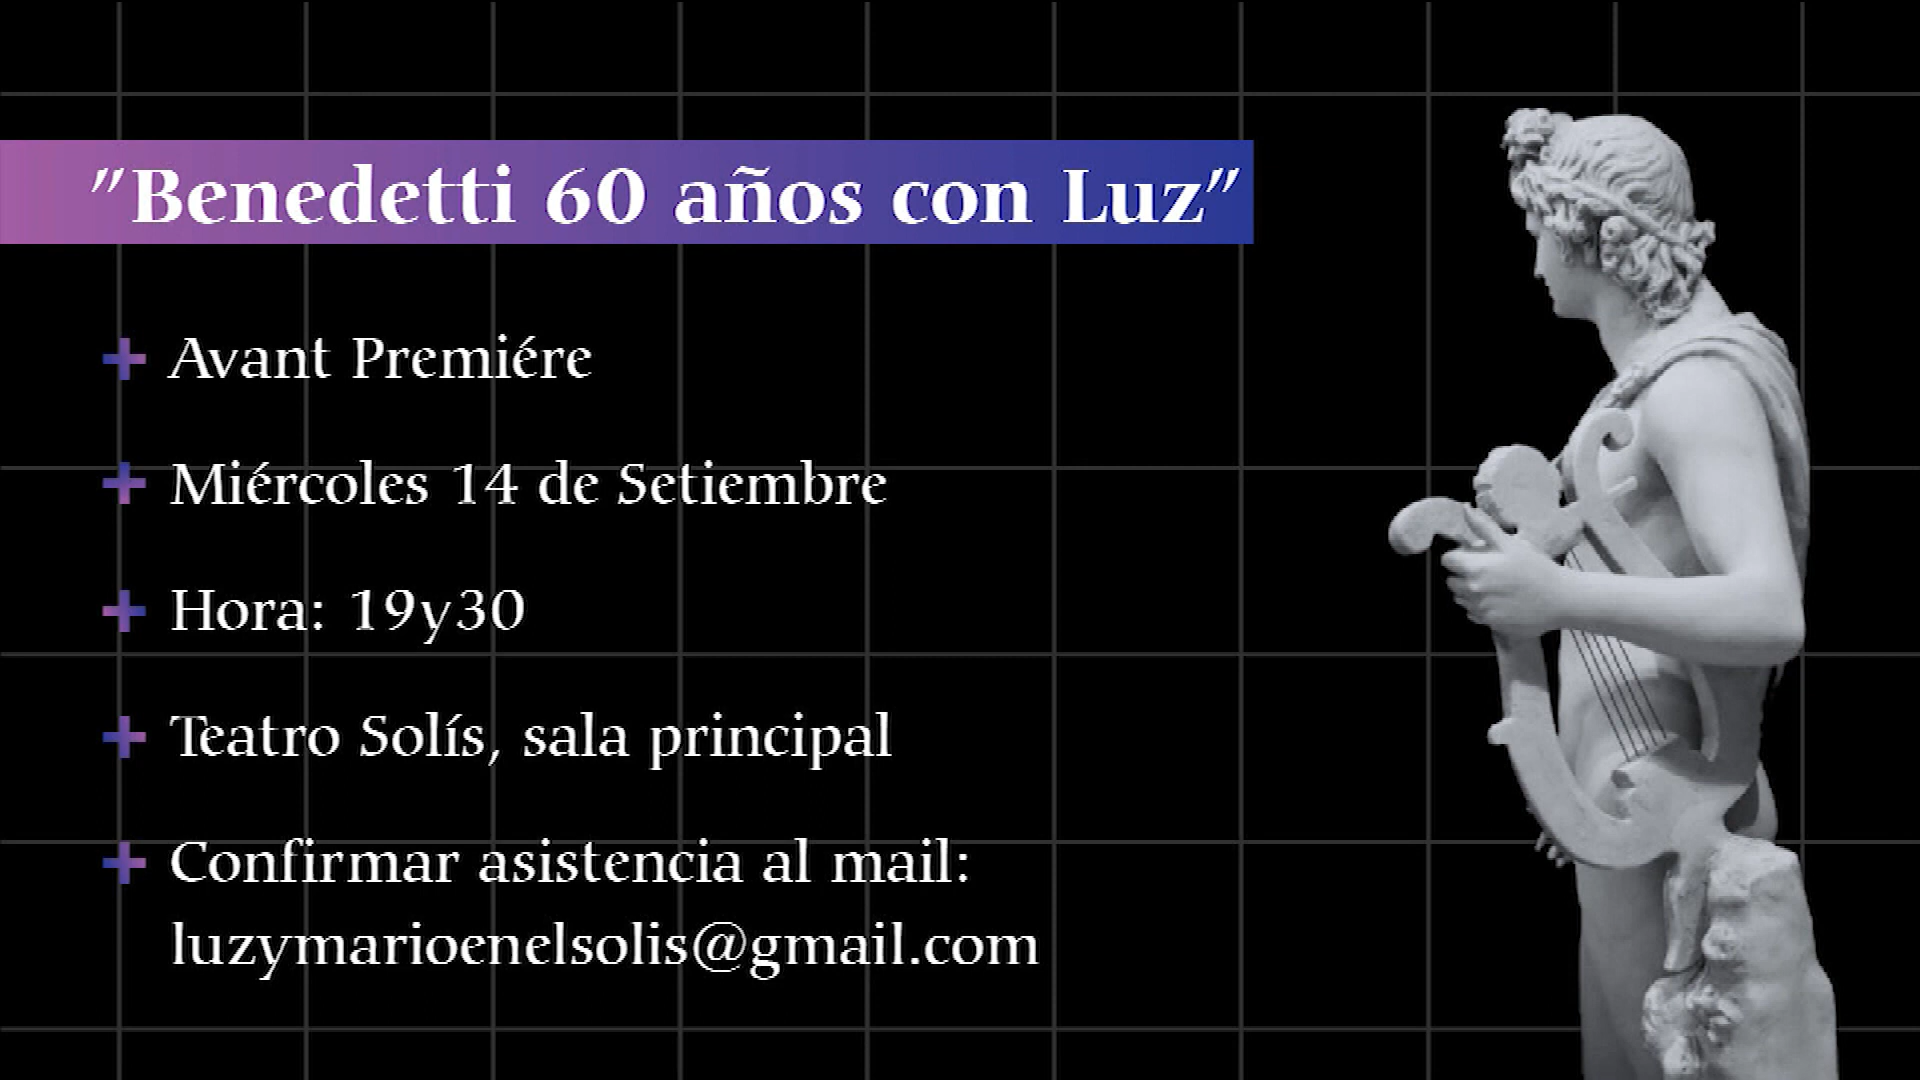 "Benedetti 60 años con Luz"
Avant Premiére
Miércoles 14 de Setiembre
Hora: 19y30
Teatro Solís, sala principal
Confirmar asistencia al mail:
luzymarioenelsolis@gmail.com